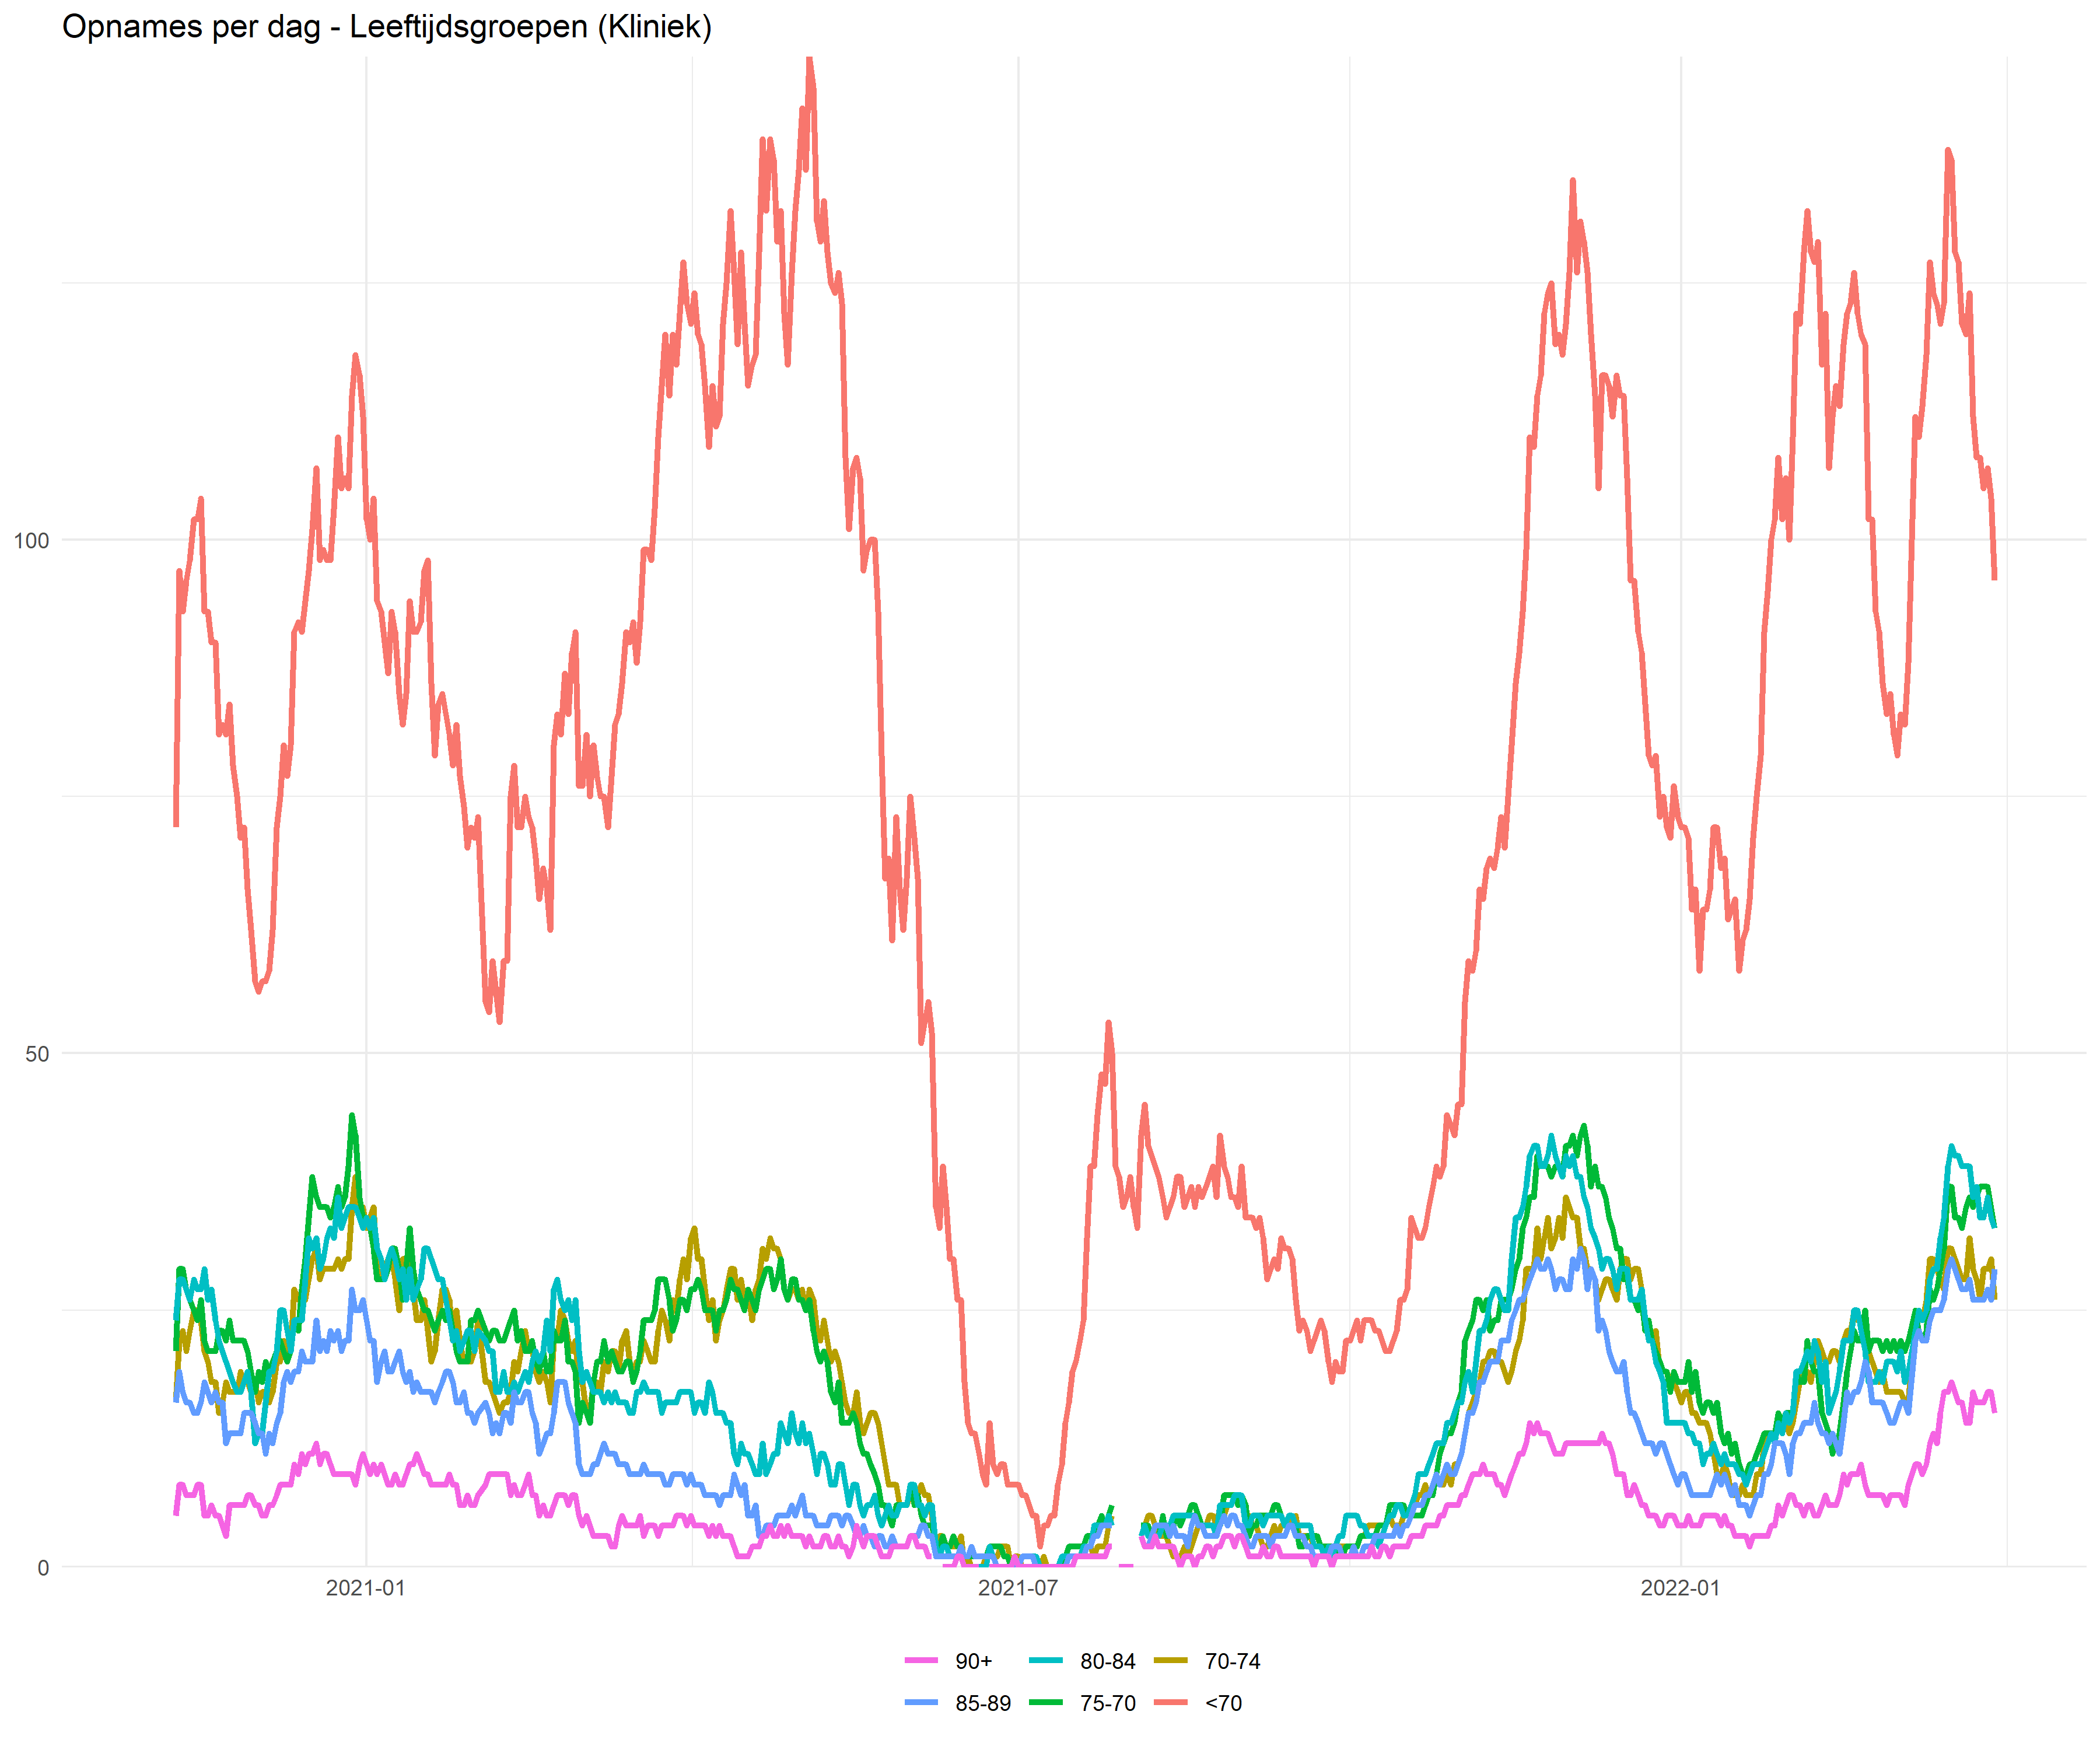 Opnames per dag - Leeftijdsgroepen (Kliniek)
100
50
0
2021-01 2021-07 2022-01
90+ 80-84 70-74
85-89 75-70 <70